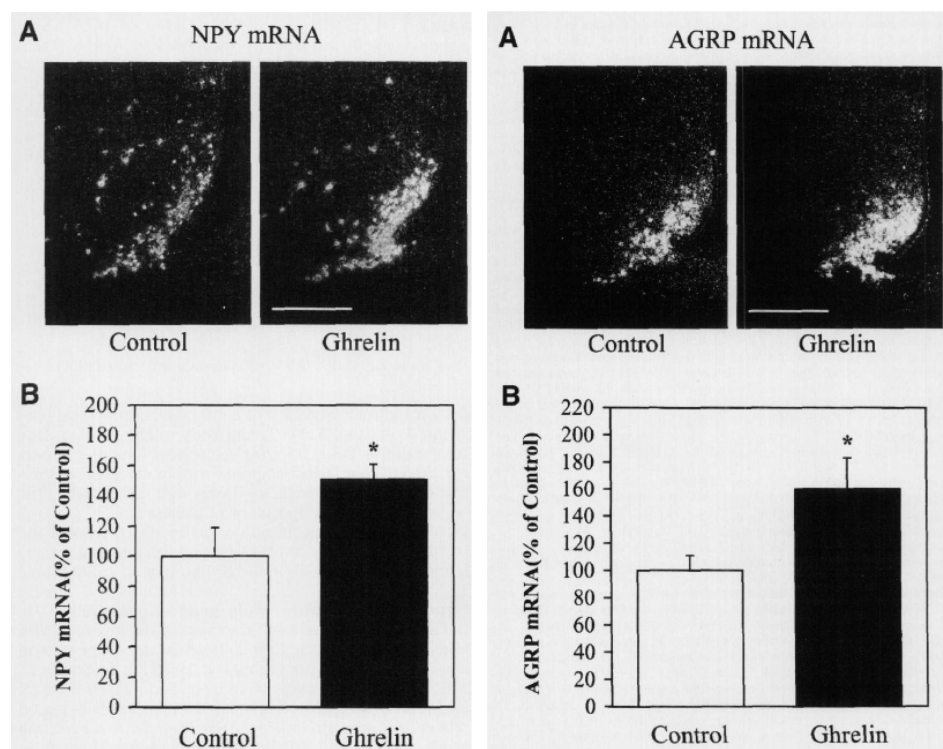 A
NPY mRNA
Control
Ghrelin
B
NPY mRNA(% of Control)
200
180
160
140
120
100
80
60
40
20
0
*
Control
Ghrelin
A
AGRP mRNA
Control
Ghrelin
B
AGRP mRNA(% of Control)
220
200
180
160
140
120
100
80
60
40
20
0
*
Control
Ghrelin